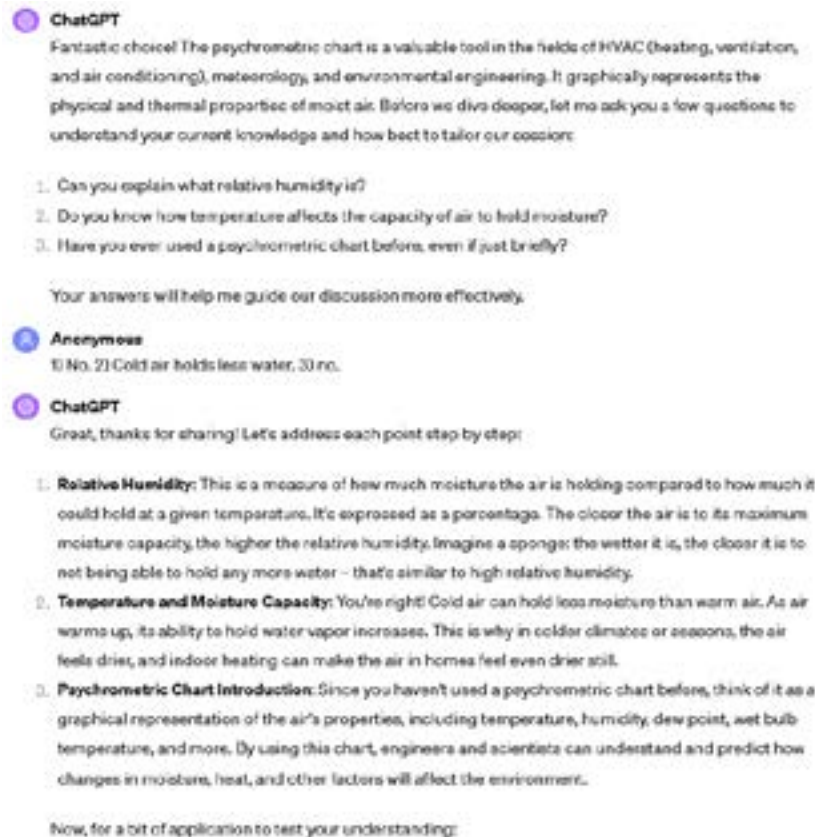 ChatGPT
Fantastic choice! The psychrometric chart is a valuable tool in the fields of HVAC (heating, ventilation,
and air conditioning), meteorology, and environmental engineering. It graphically represents the
physical and thermal properties of moist air. Before we dive deeper, let me ask you a few questions to
understand your current knowledge and how best to tailor our session:
1. Can you explain what relative humidity is?
2. Do you know how temperature affects the capacity of air to hold moisture?
3. Have you ever used a psychrometric chart before, even if just briefly?
Your answers will help me guide our discussion more effectively.
Anonymous
1) No. 2) Cold air holds less water. 3) no.
ChatGPT
Great, thanks for sharing! Let's address each point step by step:
1. Relative Humidity: This is a measure of how much moisture the air is holding compared to how much it
could hold at a given temperature. It's expressed as a percentage. The closer the air is to its maximum
moisture capacity, the higher the relative humidity. Imagine a sponge: the wetter it is, the closer it is to
not being able to hold any more water – that's similar to high relative humidity.
2. Temperature and Moisture Capacity: You're right! Cold air can hold less moisture than warm air. As air
warms up, its ability to hold water vapor increases. This is why in colder climates or seasons, the air
feels drier, and indoor heating can make the air in homes feel even drier still.
3. Psychrometric Chart Introduction: Since you haven't used a psychrometric chart before, think of it as a
graphical representation of the air's properties, including temperature, humidity, dew point, wet bulb
temperature, and more. By using this chart, engineers and scientists can understand and predict how
changes in moisture, heat, and other factors will affect the environment.
Now, for a bit of application to test your understanding: